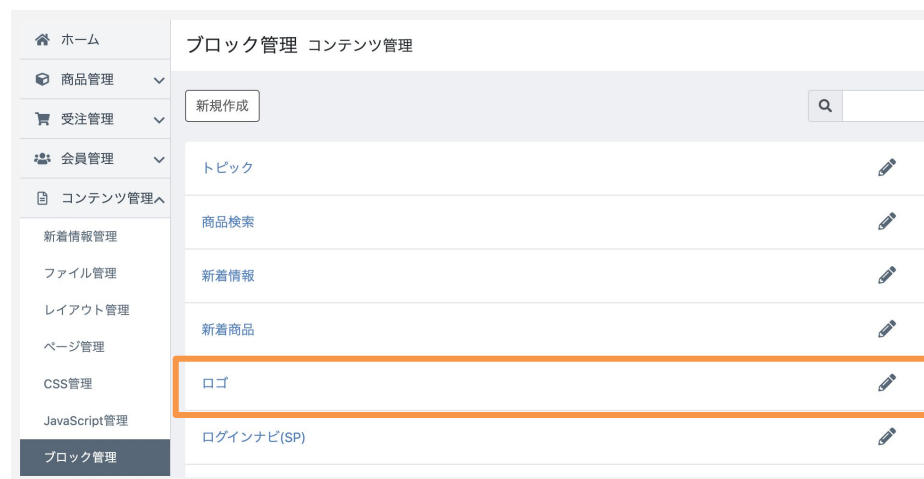 ホーム
商品管理
受注管理
会員管理
コンテンツ管理
新着情報管理
ファイル管理
レイアウト管理
ページ管理
CSS管理
JavaScript管理
ブロック管理
ブロック管理 コンテンツ管理
新規作成
トピック
商品検索
新着情報
新着商品
ロゴ
ログインナビ(SP)